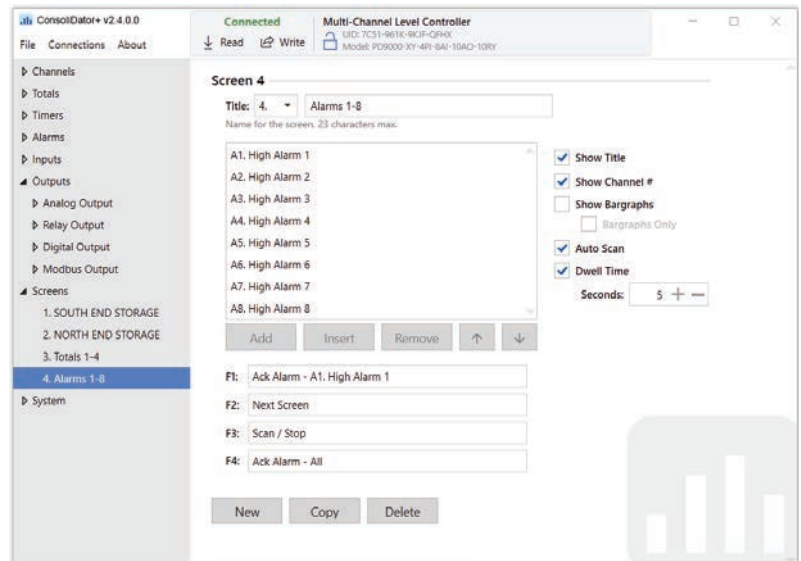 ConsoliDator+ v2.4.0.0
File Connections About
Connected
Read Write
Multi-Channel Level Controller
UID: 7C51-961K-9KJF-QFHX
Model: PD9000-XY-4PI-8AI-10AO-10RY
Channels
Totals
Timers
Alarms
Inputs
Outputs
Analog Output
Relay Output
Digital Output
Modbus Output
Screens
1. SOUTH END STORAGE
2. NORTH END STORAGE
3. Totals 1-4
4. Alarms 1-8
System
Screen 4
Title: 4. Alarms 1-8
Name for the screen. 23 characters max.
A1. High Alarm 1
A2. High Alarm 2
A3. High Alarm 3
A4. High Alarm 4
A5. High Alarm 5
A6. High Alarm 6
A7. High Alarm 7
A8. High Alarm 8
Show Title
Show Channel #
Show Bargraphs
Bargraphs Only
Auto Scan
Dwell Time
Seconds: 5
Add Insert Remove
F1: Ack Alarm - A1. High Alarm 1
F2: Next Screen
F3: Scan / Stop
F4: Ack Alarm - All
New Copy Delete